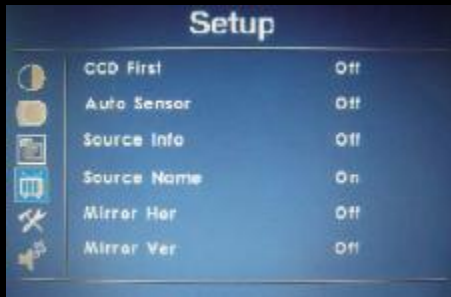 Setup
CCD First Off
Auto Sensor Off
Source Info Off
Source Name On
Mirror Hor Off
Mirror Ver Off